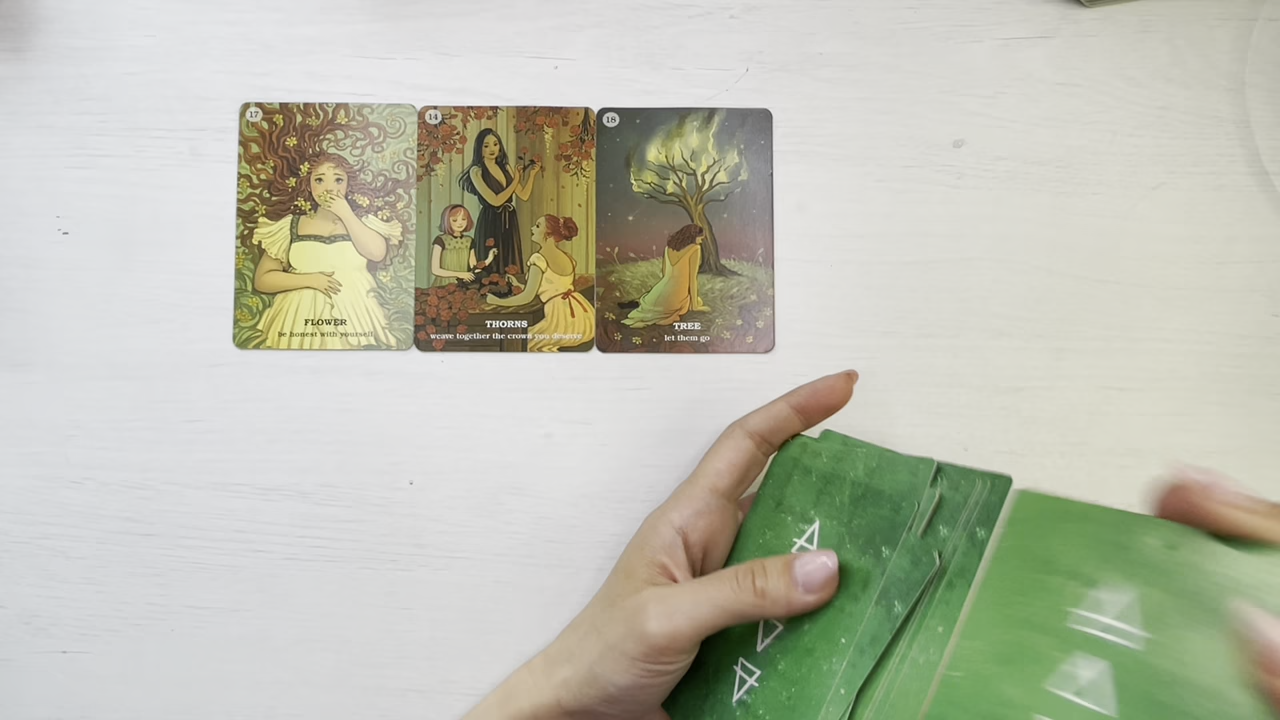 17
FLOWER
be honest with yourself
14
THORNS
weave together the crown you deserve
18
TREE
let them go